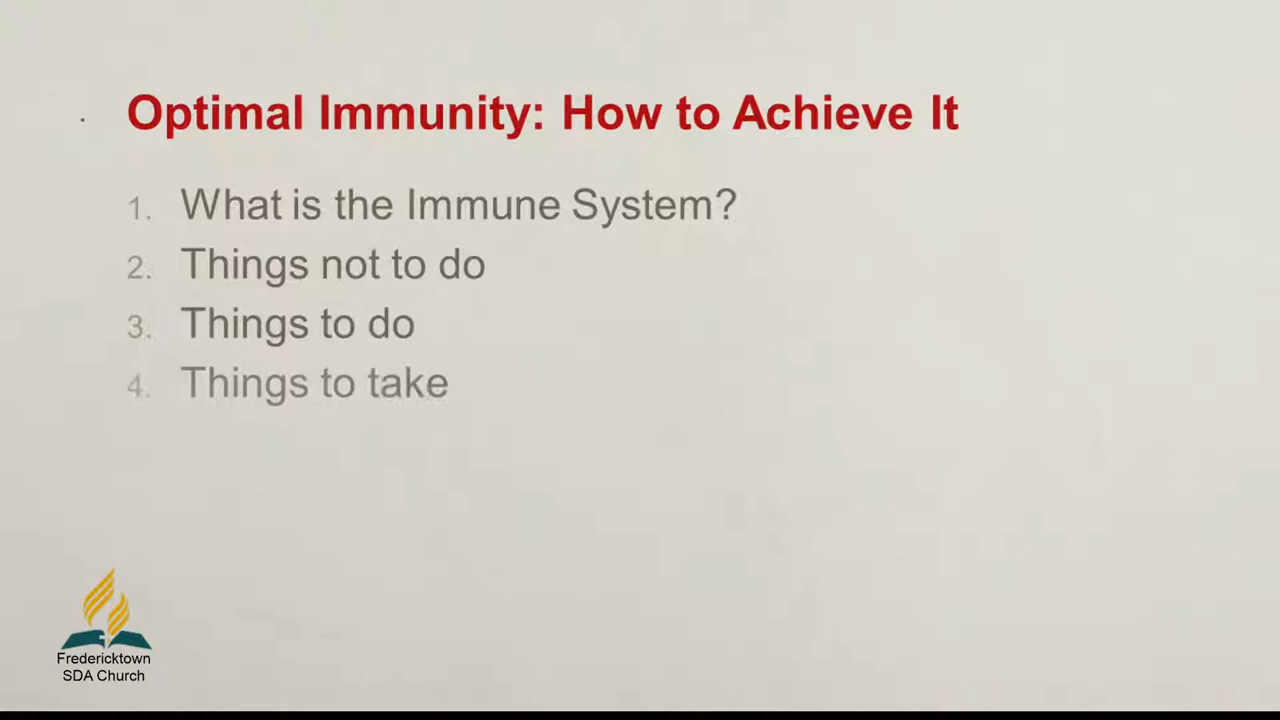 Optimal Immunity: How to Achieve It
1. What is the Immune System?
2. Things not to do
3. Things to do
4. Things to take
Fredericktown
SDA Church